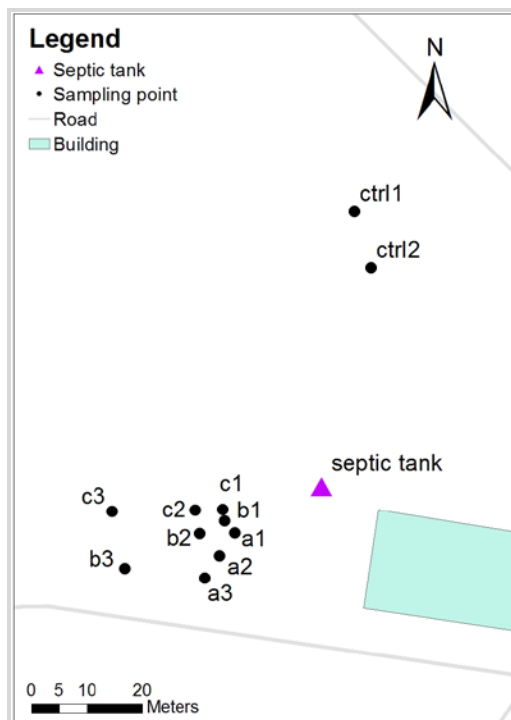 Legend
Septic tank
Sampling point
Road
Building
N
ctrl1
ctrl2
septic tank
c1
c3
c2
b1
b2
a1
b3
a2
a3
0 5 10 20
Meters